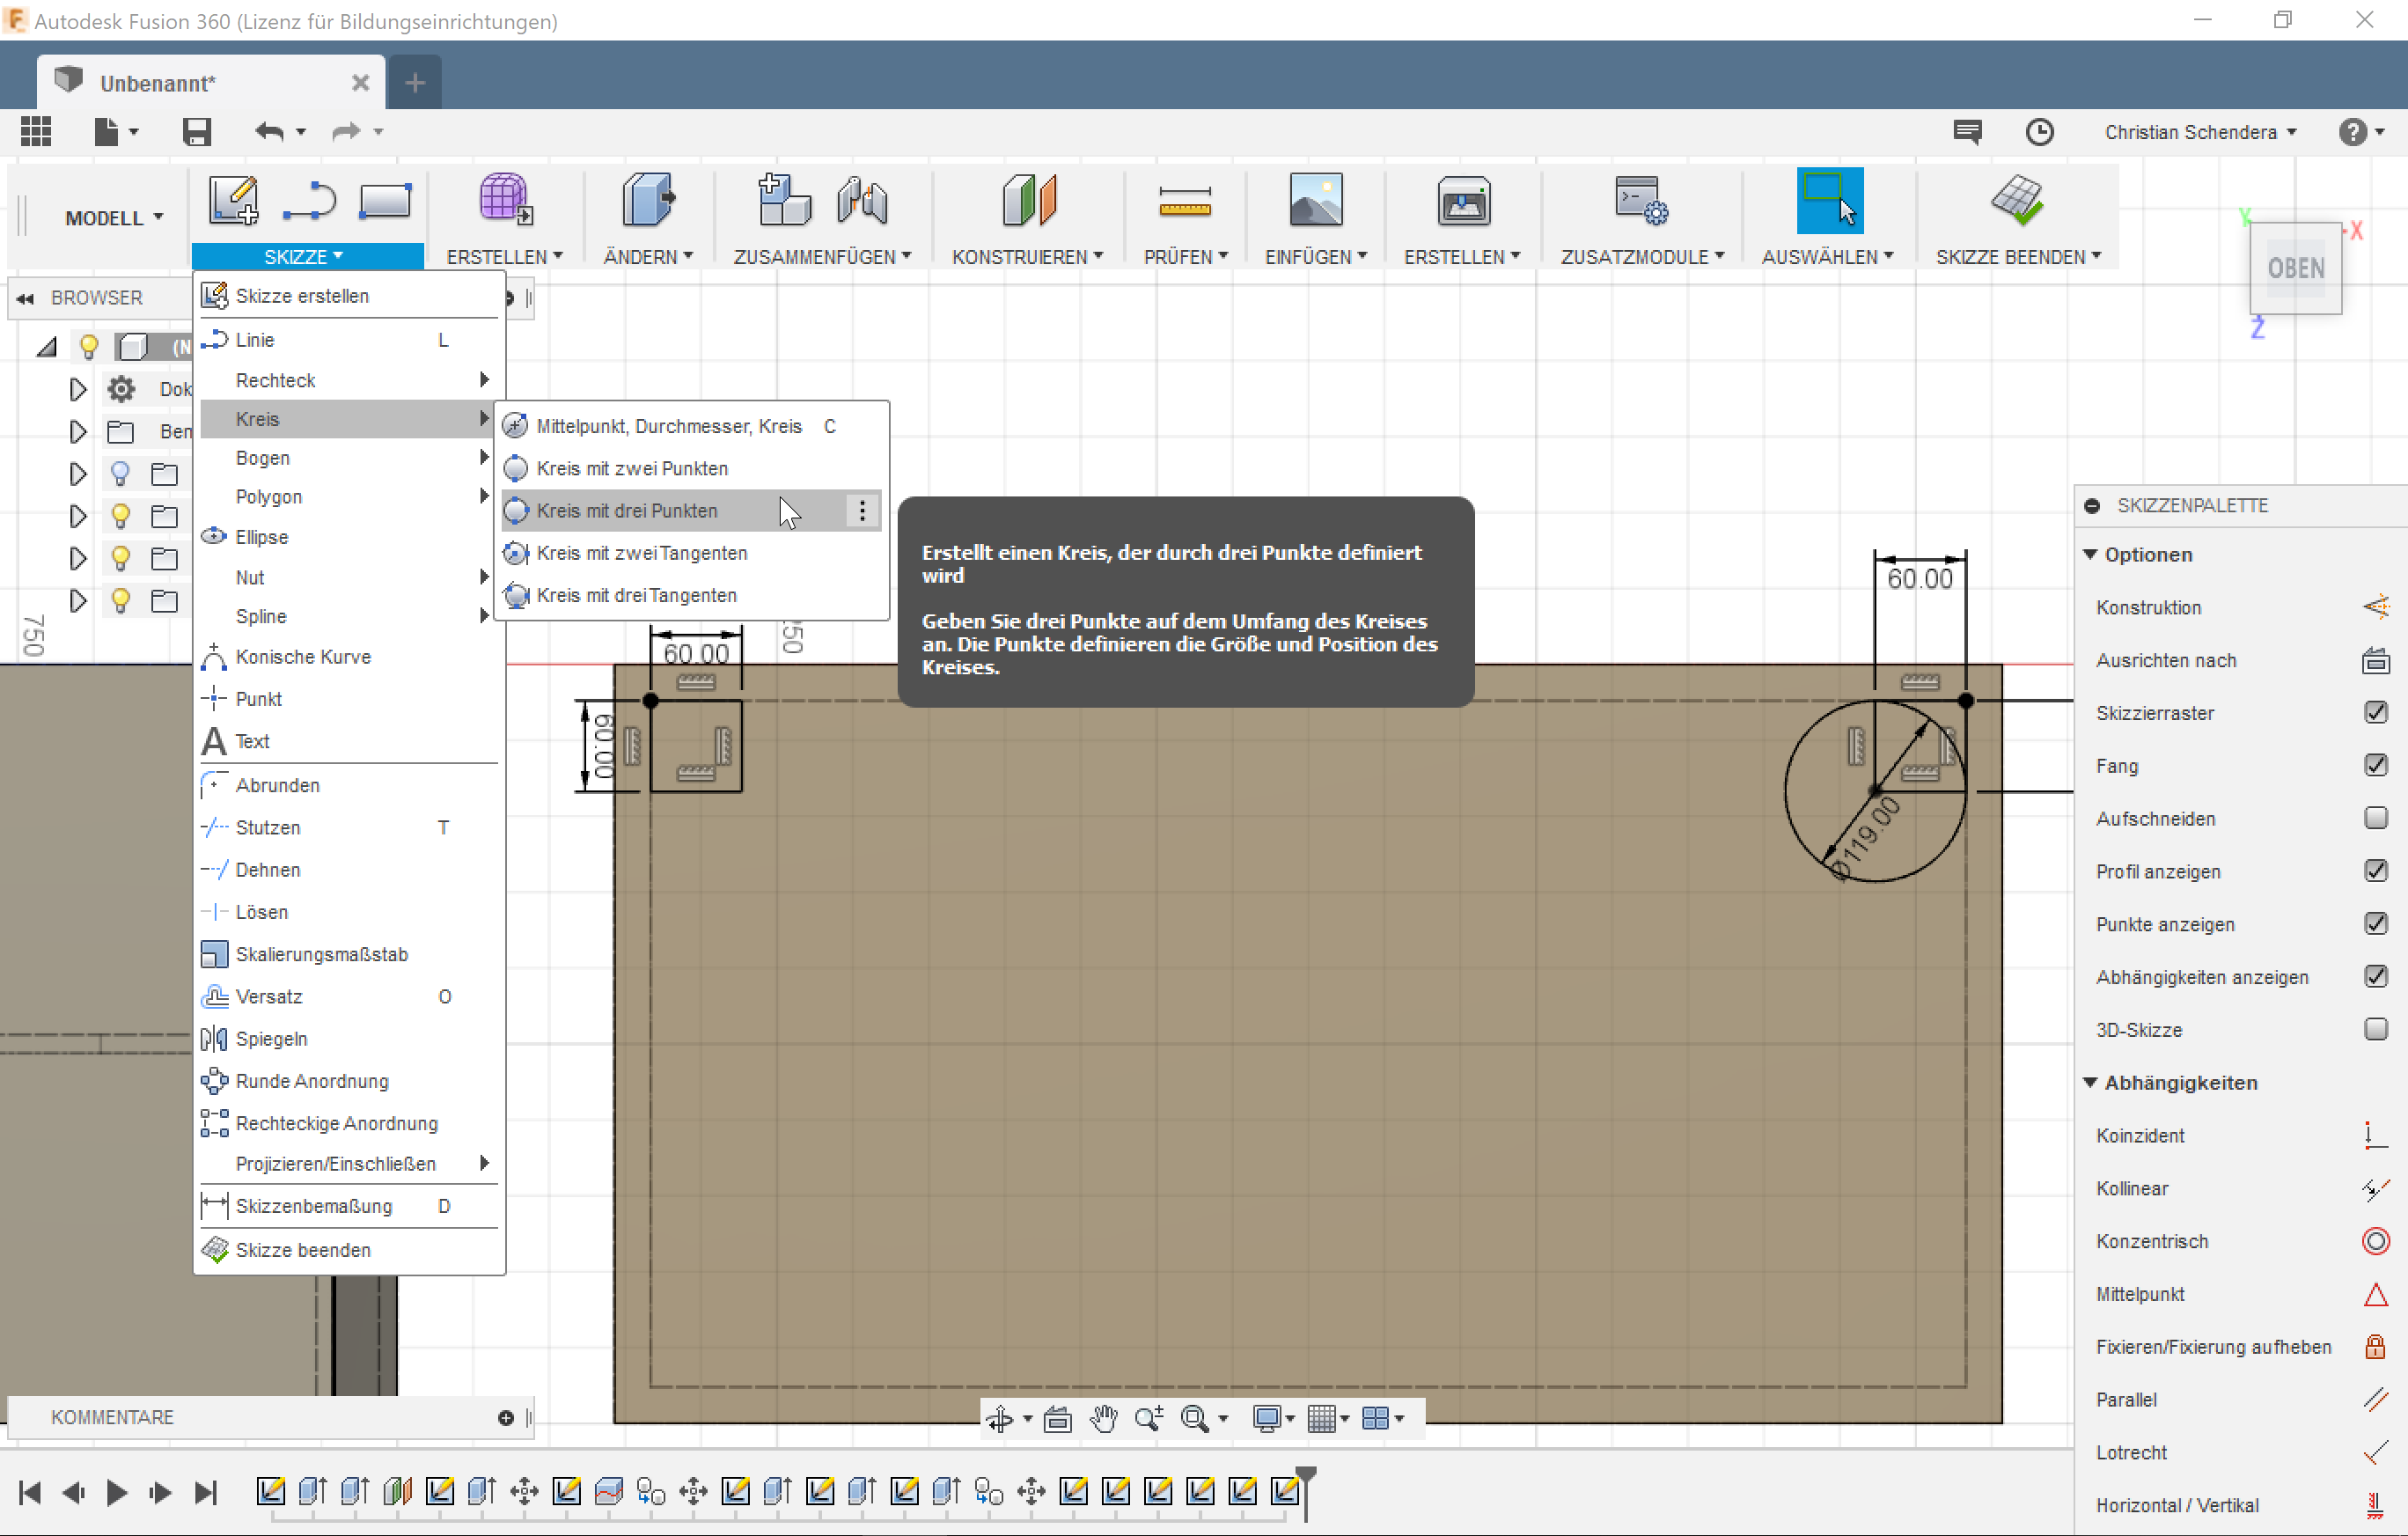 Autodesk Fusion 360 (Lizenz für Bildungseinrichtungen)
Unbenannt*
Christian Schendera
MODELL
SKIZZE
ERSTELLEN
ÄNDERN
ZUSAMMENFÜGEN
KONSTRUIEREN
PRÜFEN
EINFÜGEN
ERSTELLEN
ZUSATZMODULE
AUSWÄHLEN
SKIZZE BEENDEN
Y
X
OBEN
Z
BROWSER
(N
Dok
Ben
Skizze erstellen
Linie L
Rechteck
Kreis
Bogen
Polygon
Ellipse
Nut
Spline
Konische Kurve
Punkt
Text
Abrunden
Stutzen T
Dehnen
Lösen
Skalierungsmaßstab
Versatz O
Spiegeln
Runde Anordnung
Rechteckige Anordnung
Projizieren/Einschließen
Skizzenbemaßung D
Skizze beenden
Mittelpunkt, Durchmesser, Kreis C
Kreis mit zwei Punkten
Kreis mit drei Punkten
Kreis mit zwei Tangenten
Kreis mit drei Tangenten
Erstellt einen Kreis, der durch drei Punkte definiert
wird
Geben Sie drei Punkte auf dem Umfang des Kreises
an. Die Punkte definieren die Größe und Position des
Kreises.
750
60.00
60.00
60.00
Ø119.00
SKIZZENPALETTE
Optionen
Konstruktion
Ausrichten nach
Skizzierraster
Fang
Aufschneiden
Profil anzeigen
Punkte anzeigen
Abhängigkeiten anzeigen
3D-Skizze
Abhängigkeiten
Koinzident
Kollinear
Konzentrisch
Mittelpunkt
Fixieren/Fixierung aufheben
Parallel
Lotrecht
Horizontal / Vertikal
KOMMENTARE